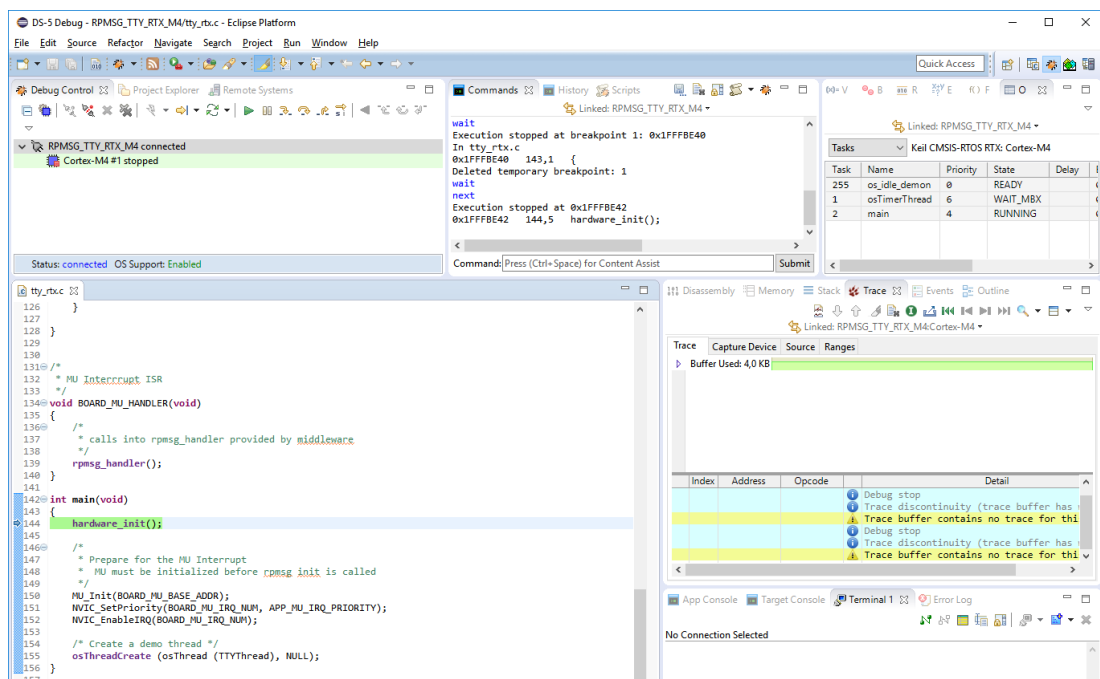 DS-5 Debug - RPMSG_TTY_RTX_M4/tty_rtx.c - Eclipse Platform
File Edit Source Refactor Navigate Search Project Run Window Help
Quick Access
Debug Control Project Explorer Remote Systems
RPMSG_TTY_RTX_M4 connected
Cortex-M4 #1 stopped
Status: connected OS Support: Enabled
Commands History Scripts
Linked: RPMSG_TTY_RTX_M4
wait
Execution stopped at breakpoint 1: 0x1FFFBE40
In tty_rtx.c
0x1FFFBE40 143,1 {
Deleted temporary breakpoint: 1
wait
next
Execution stopped at 0x1FFFBE42
0x1FFFBE42 144,5 hardware_init();
Command: Press (Ctrl+Space) for Content Assist Submit
(x)= V B R E f() F O
Linked: RPMSG_TTY_RTX_M4
Tasks Keil CMSIS-RTOS RTX: Cortex-M4
Task Name Priority State Delay
255 os_idle_demon 0 READY
1 osTimerThread 6 WAIT_MBX
2 main 4 RUNNING
tty_rtx.c
126 }
127
128 }
129
130
131 /*
132 * MU Interrrupt ISR
133 */
134 void BOARD_MU_HANDLER(void)
135 {
136 /*
137 * calls into rpmsg_handler provided by middleware
138 */
139 rpmsg_handler();
140 }
141
142 int main(void)
143 {
144 hardware_init();
145
146 /*
147 * Prepare for the MU Interrupt
148 * MU must be initialized before rpmsg init is called
149 */
150 MU_Init(BOARD_MU_BASE_ADDR);
151 NVIC_SetPriority(BOARD_MU_IRQ_NUM, APP_MU_IRQ_PRIORITY);
152 NVIC_EnableIRQ(BOARD_MU_IRQ_NUM);
153
154 /* Create a demo thread */
155 osThreadCreate (osThread (TTYThread), NULL);
156 }
Disassembly Memory Stack Trace Events Outline
Linked: RPMSG_TTY_RTX_M4:Cortex-M4
Trace Capture Device Source Ranges
Buffer Used: 4,0 KB
Index Address Opcode Detail
Debug stop
Trace discontinuity (trace buffer has
Trace buffer contains no trace for thi
Debug stop
Trace discontinuity (trace buffer has
Trace buffer contains no trace for thi
App Console Target Console Terminal 1 Error Log
No Connection Selected